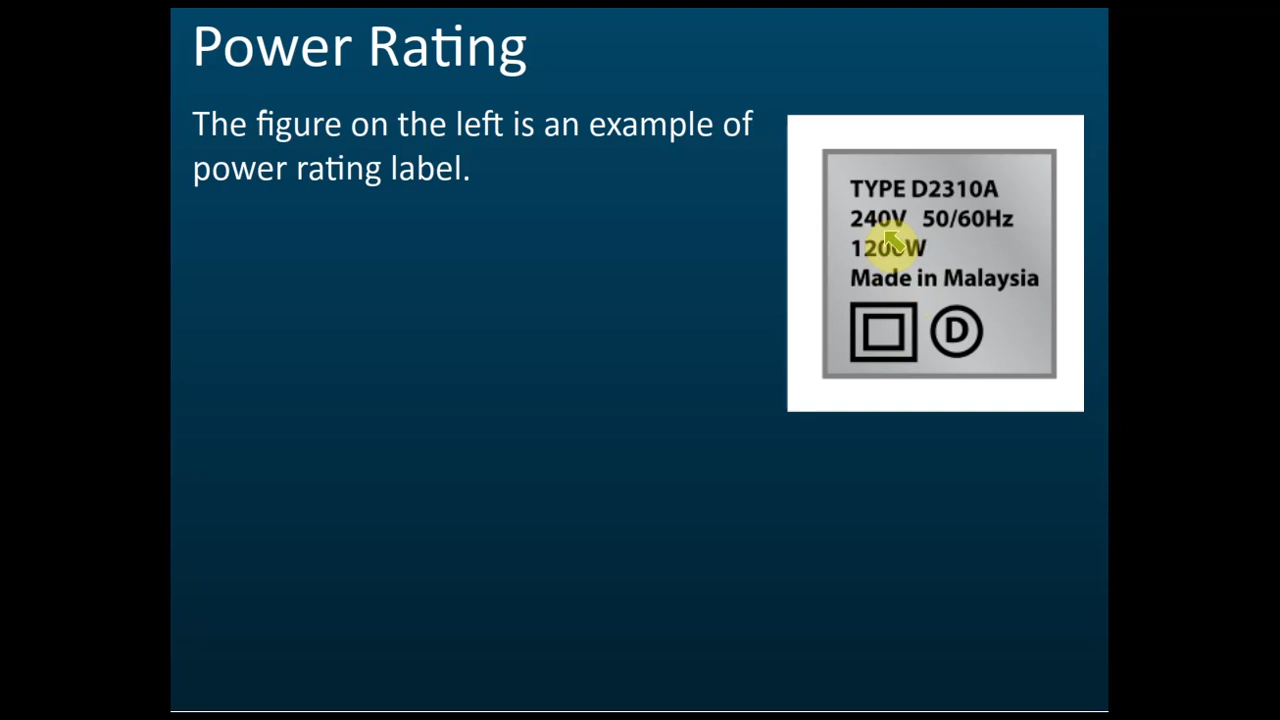 Power Rating
The figure on the left is an example of
power rating label.
TYPE D2310A
240V 50/60Hz
1200W
Made in Malaysia
D